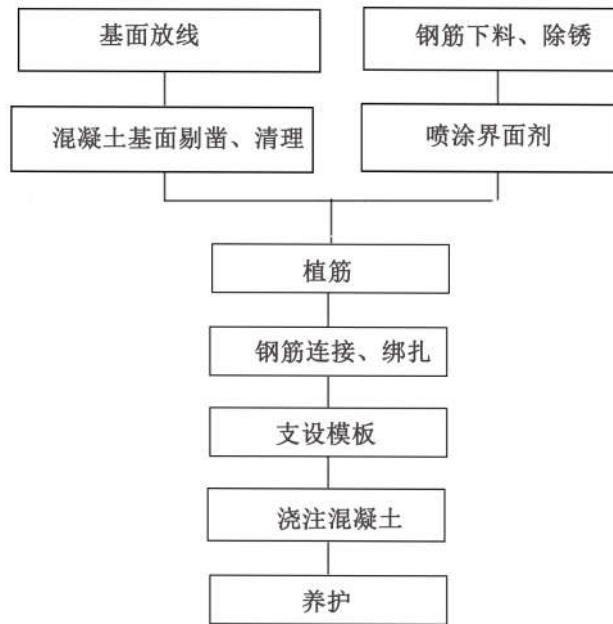 基面放线
钢筋下料、除锈
混凝土基面剔凿、清理
喷涂界面剂
植筋
钢筋连接、绑扎
支设模板
浇注混凝土
养护